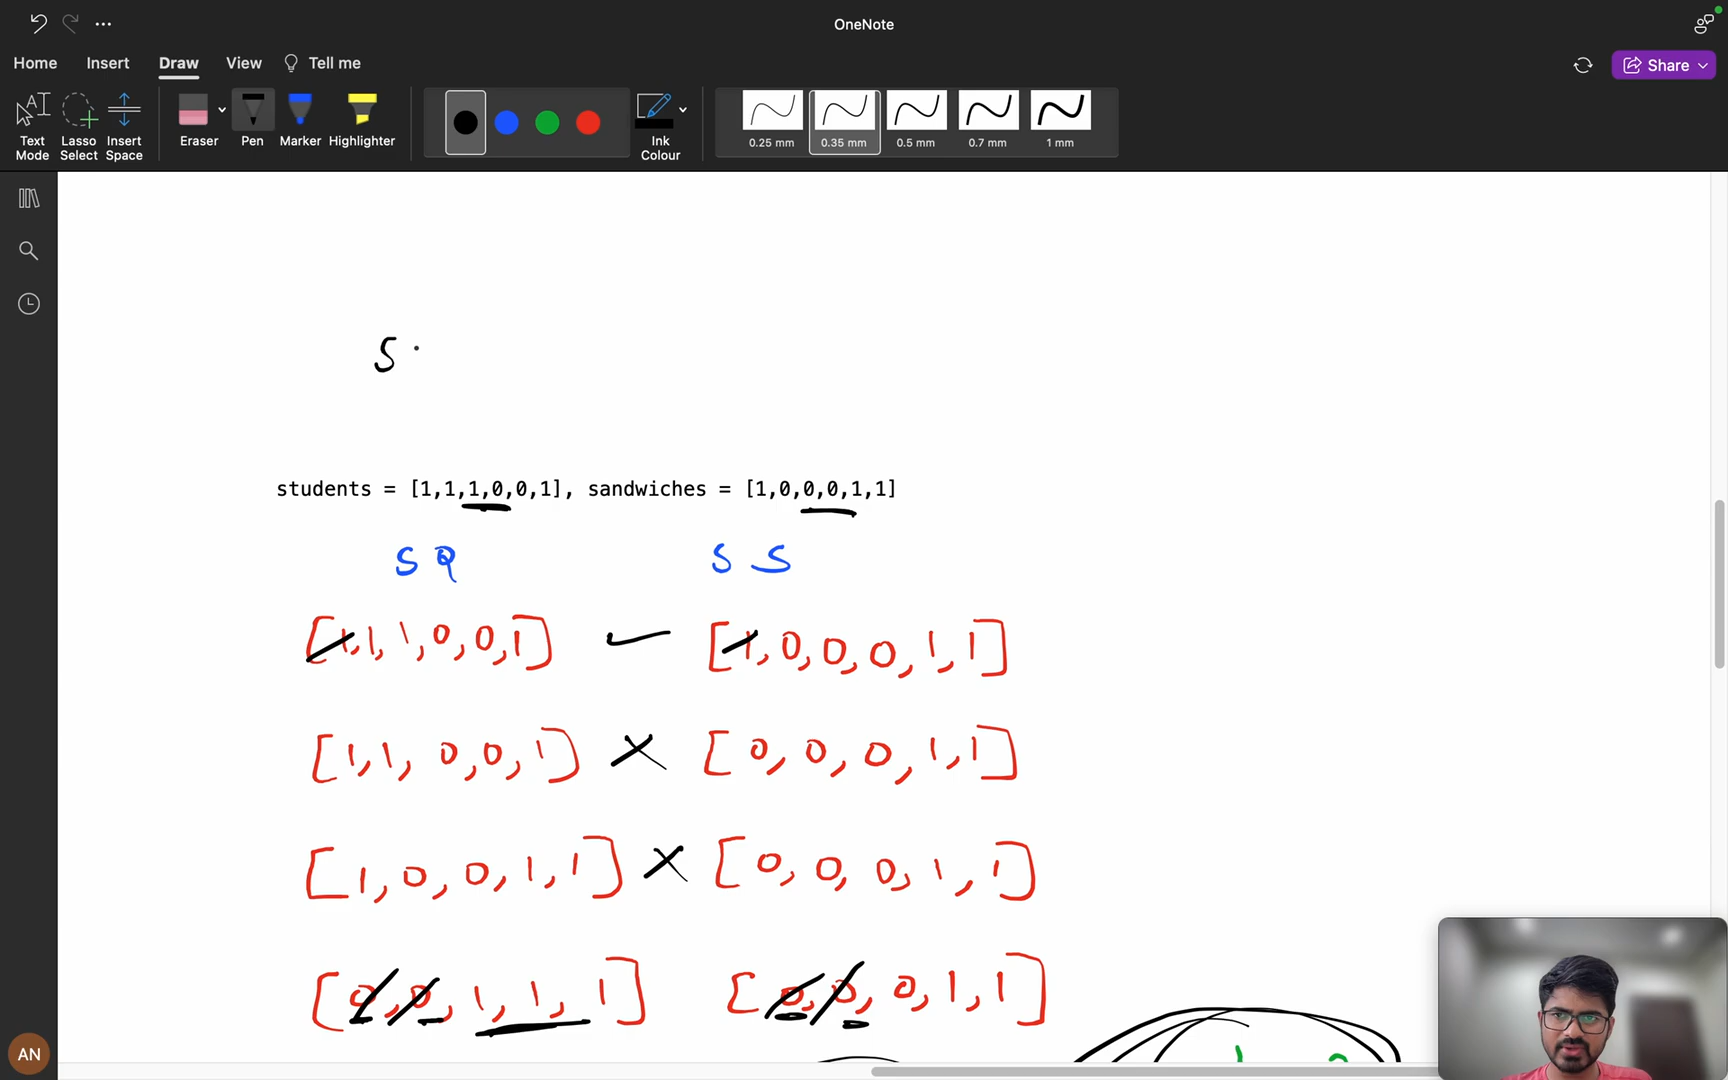 OneNote
Home Insert Draw View Tell me Share
Text Mode Lasso Select Insert Space Eraser Pen Marker Highlighter Ink Colour 0.25 mm 0.35 mm 0.5 mm 0.7 mm 1 mm
S
students = [1,1,1,0,0,1], sandwiches = [1,0,0,0,1,1]
S Q S S
[1,1,1,0,0,1] [1,0,0,0,1,1]
[1,1,0,0,1] [0,0,0,1,1]
[1,0,0,1,1] [0,0,0,1,1]
[0,0,1,1,1] [0,0,0,1,1]
AN